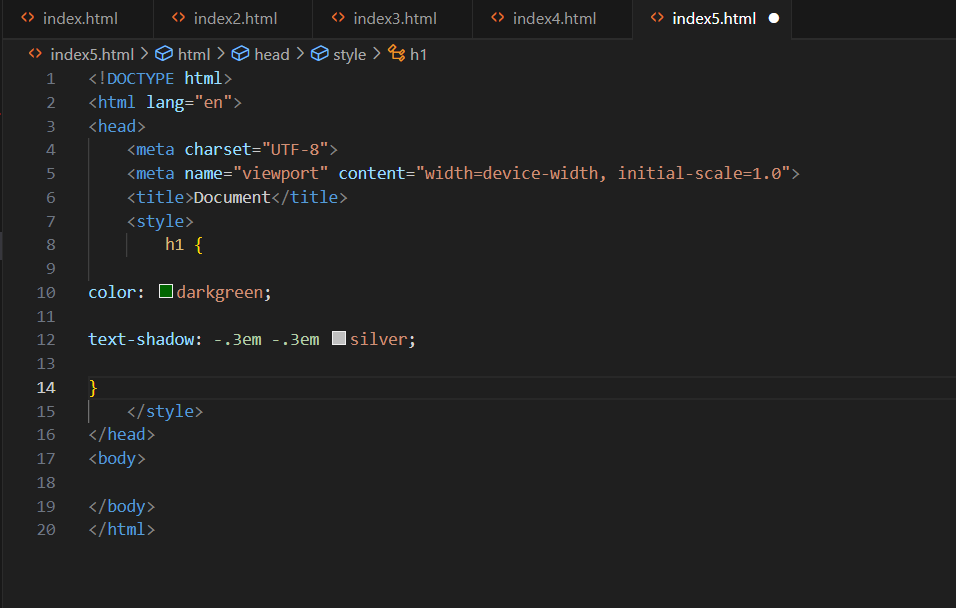 index.html index2.html index3.html index4.html index5.html
index5.html > html > head > style > h1
1 <!DOCTYPE html>
2 <html lang="en">
3 <head>
4 <meta charset="UTF-8">
5 <meta name="viewport" content="width=device-width, initial-scale=1.0">
6 <title>Document</title>
7 <style>
8 h1 {
9
10 color: darkgreen;
11
12 text-shadow: -.3em -.3em silver;
13
14 }
15 </style>
16 </head>
17 <body>
18
19 </body>
20 </html>